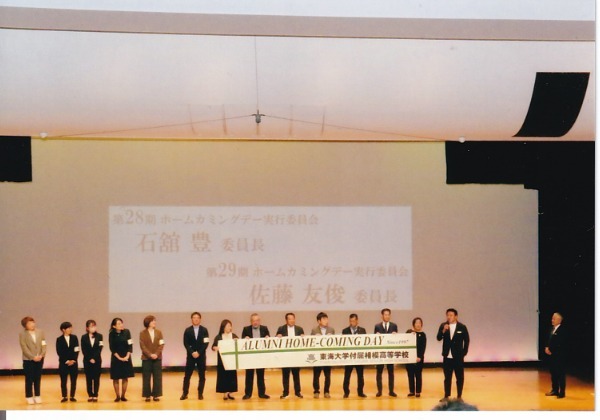 第28期 ホームカミングデー実行委員会
石舘 豊 委員長
第29期 ホームカミングデー実行委員会
佐藤 友俊 委員長
ALUMNI HOME-COMING DAY
東海大学付属相模高等学校